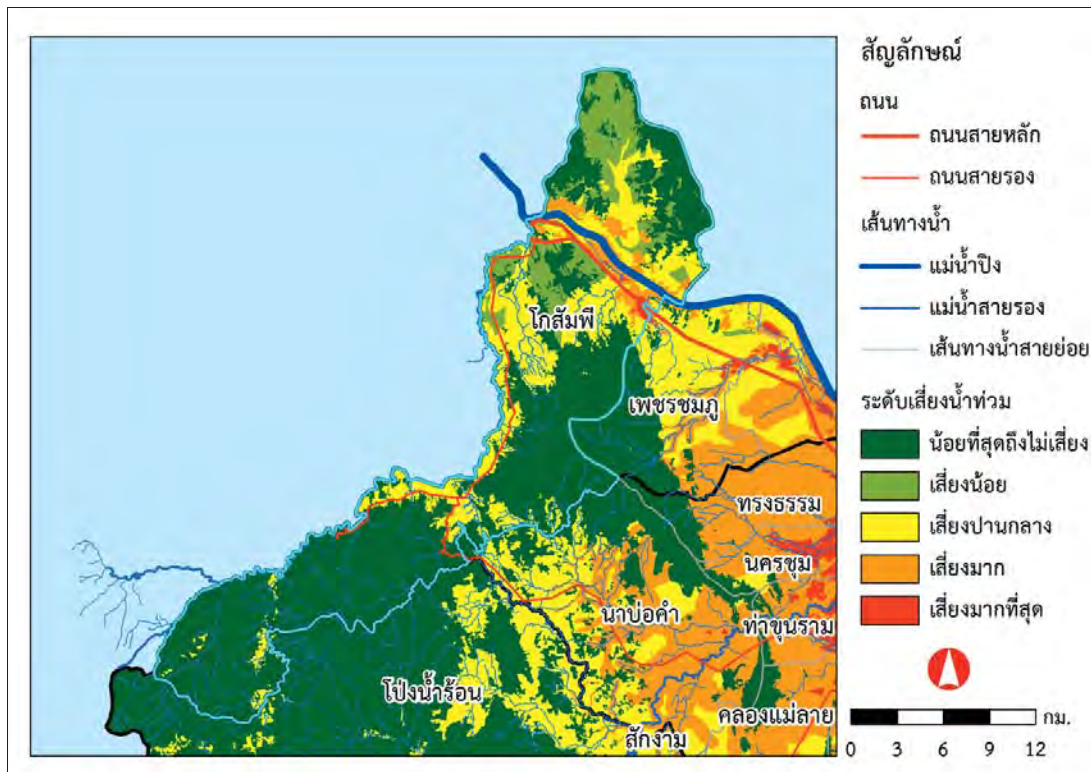 โกสัมพี
เพชรชมภู
ทรงธรรม
นครชุม
นาบ่อคำ
ท่าขุนราม
โป่งน้ำร้อน
คลองแม่ลาย
สักงาม
สัญลักษณ์
ถนน
ถนนสายหลัก
ถนนสายรอง
เส้นทางน้ำ
แม่น้ำปิง
แม่น้ำสายรอง
เส้นทางน้ำสายย่อย
ระดับเสี่ยงน้ำท่วม
น้อยที่สุดถึงไม่เสี่ยง
เสี่ยงน้อย
เสี่ยงปานกลาง
เสี่ยงมาก
เสี่ยงมากที่สุด
กม.
0 3 6 9 12